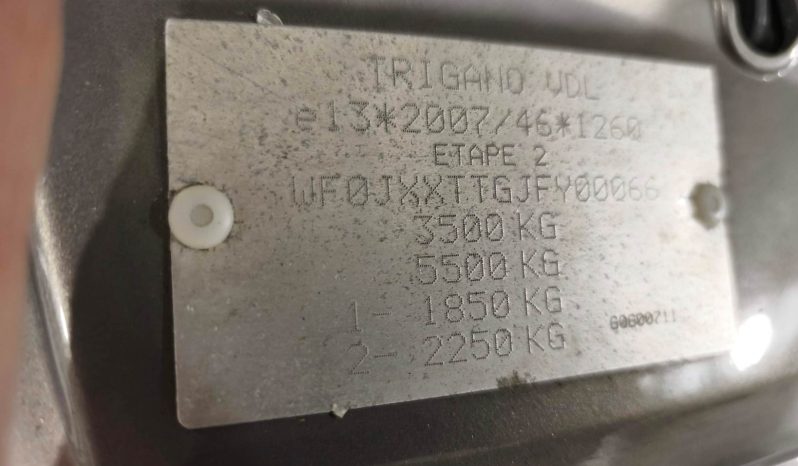 TRIGANO VDL
e13*2007/46*1260
ETAPE 2
WF0JXXTTGJFY00066
3500 KG
5500 KG
1- 1850 KG
2- 2250 KG